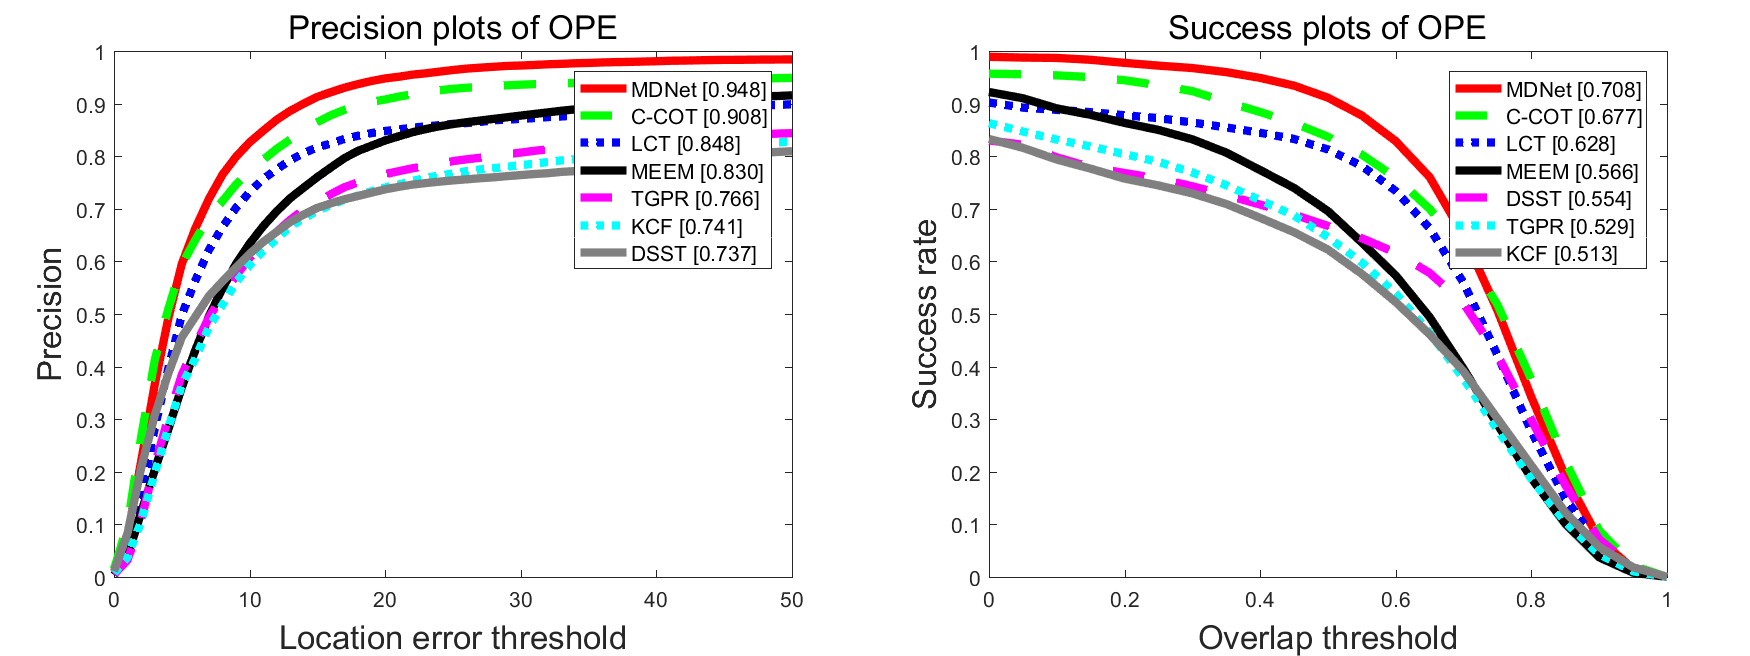 Precision plots of OPE
1
0.9
0.8
0.7
0.6
0.5
0.4
0.3
0.2
0.1
0
0
10
20
30
40
50
Precision
Location error threshold
MDNet [0.948]
C-COT [0.908]
LCT [0.848]
MEEM [0.830]
TGPR [0.766]
KCF [0.741]
DSST [0.737]
Success plots of OPE
1
0.9
0.8
0.7
0.6
0.5
0.4
0.3
0.2
0.1
0
0
0.2
0.4
0.6
0.8
1
Success rate
Overlap threshold
MDNet [0.708]
C-COT [0.677]
LCT [0.628]
MEEM [0.566]
DSST [0.554]
TGPR [0.529]
KCF [0.513]